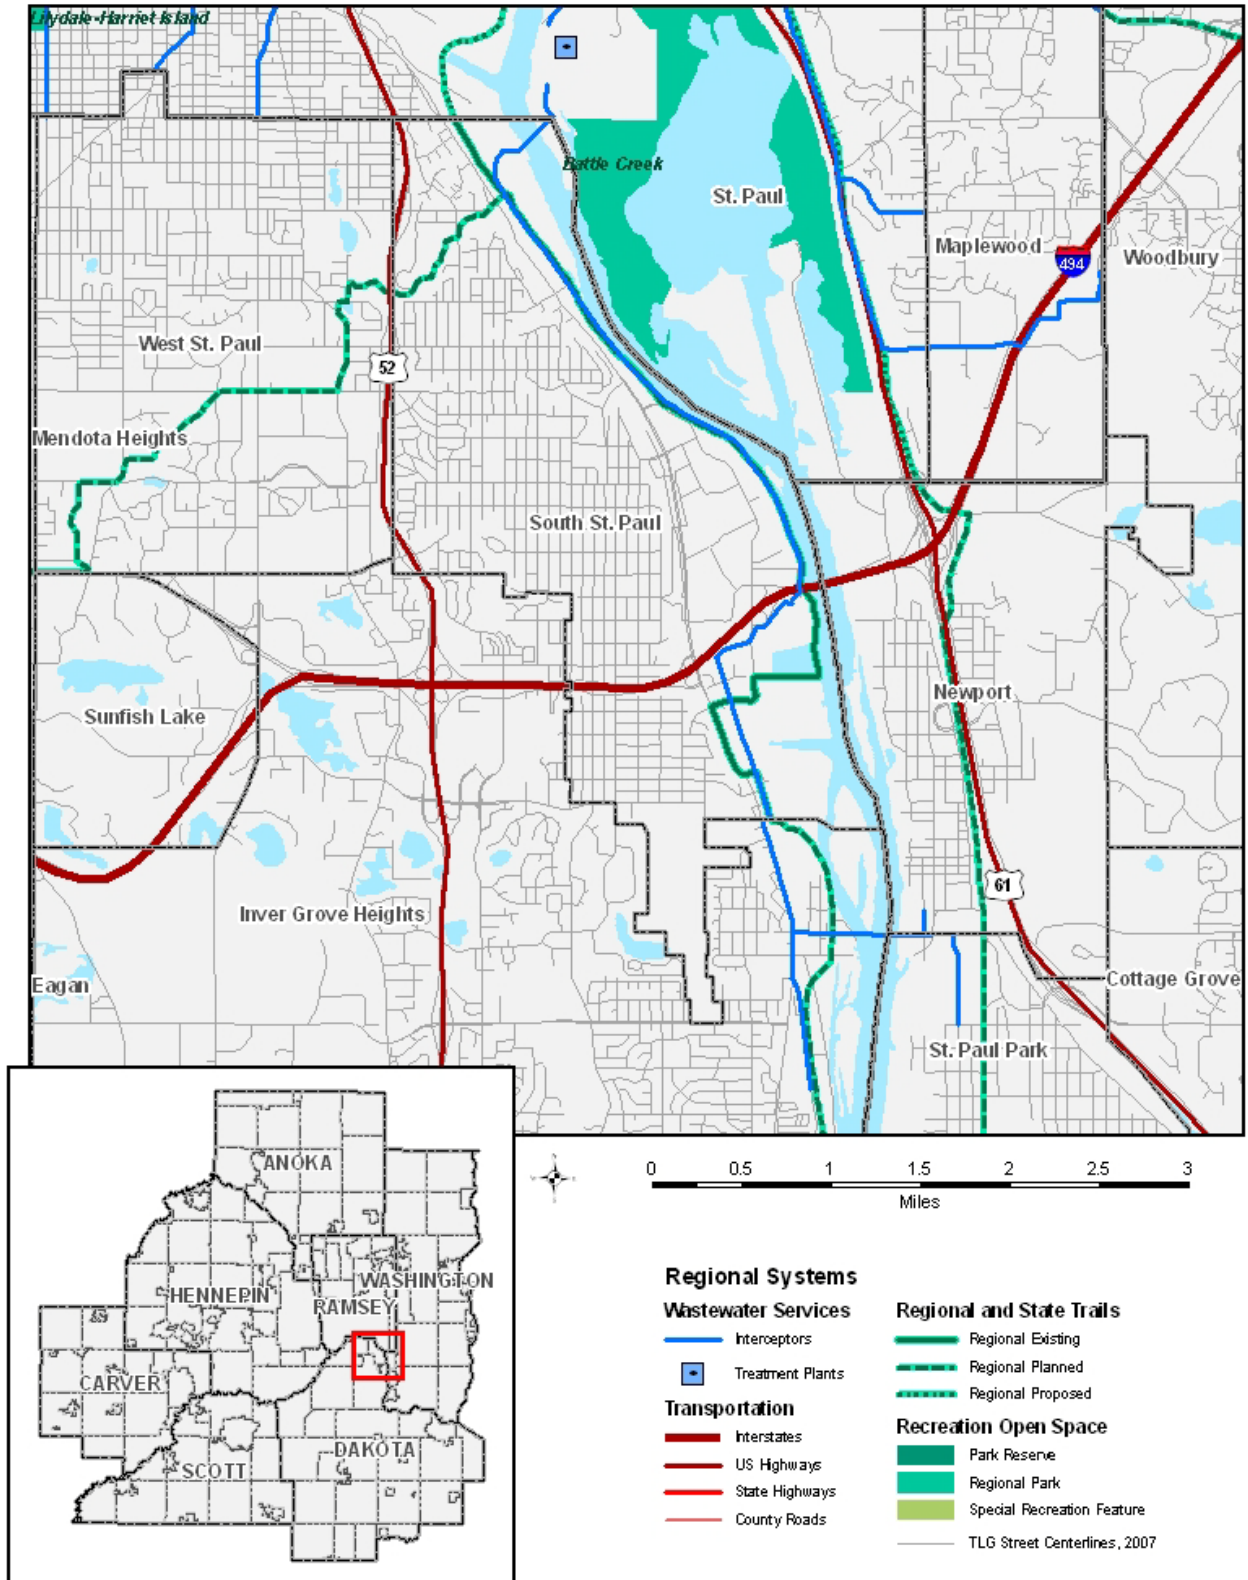 Lilydale-Harriet Island
Battle Creek
St. Paul
Maplewood
494
Woodbury
West St. Paul
52
Mendota Heights
South St. Paul
Newport
Sunfish Lake
61
Inver Grove Heights
Eagan
Cottage Grove
St. Paul Park
ANOKA
WASHINGTON
HENNEPIN
RAMSEY
CARVER
DAKOTA
SCOTT
0 0.5 1 1.5 2 2.5 3
Miles
Regional Systems
Wastewater Services
Interceptors
Treatment Plants
Transportation
Interstates
US Highways
State Highways
County Roads
Regional and State Trails
Regional Existing
Regional Planned
Regional Proposed
Recreation Open Space
Park Reserve
Regional Park
Special Recreation Feature
TLG Street Centerlines, 2007